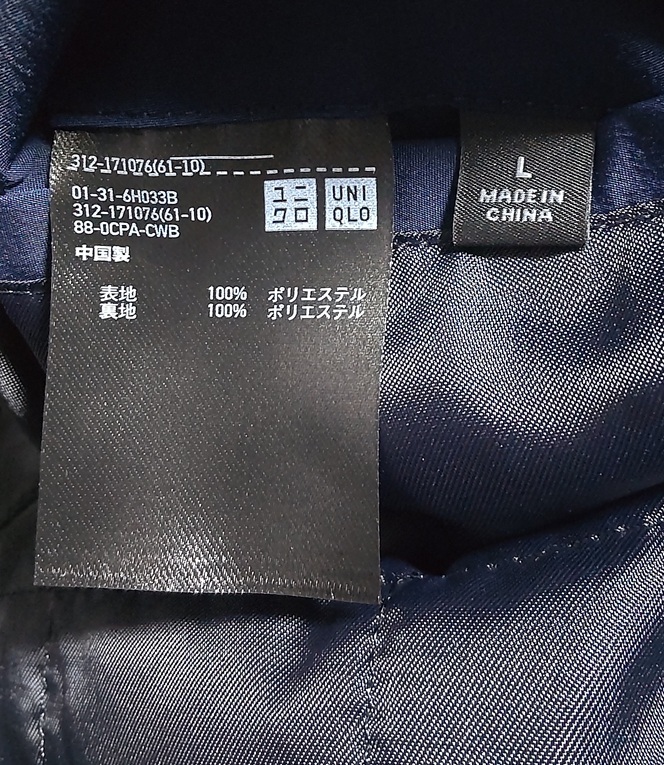 312-171076(61-10)
01-31-6H033B
312-171076(61-10)
88-0CPA-CWB
中国製
ユニ
クロ
UNI
QLO
表地 100% ポリエステル
裏地 100% ポリエステル
L
MADE IN
CHINA